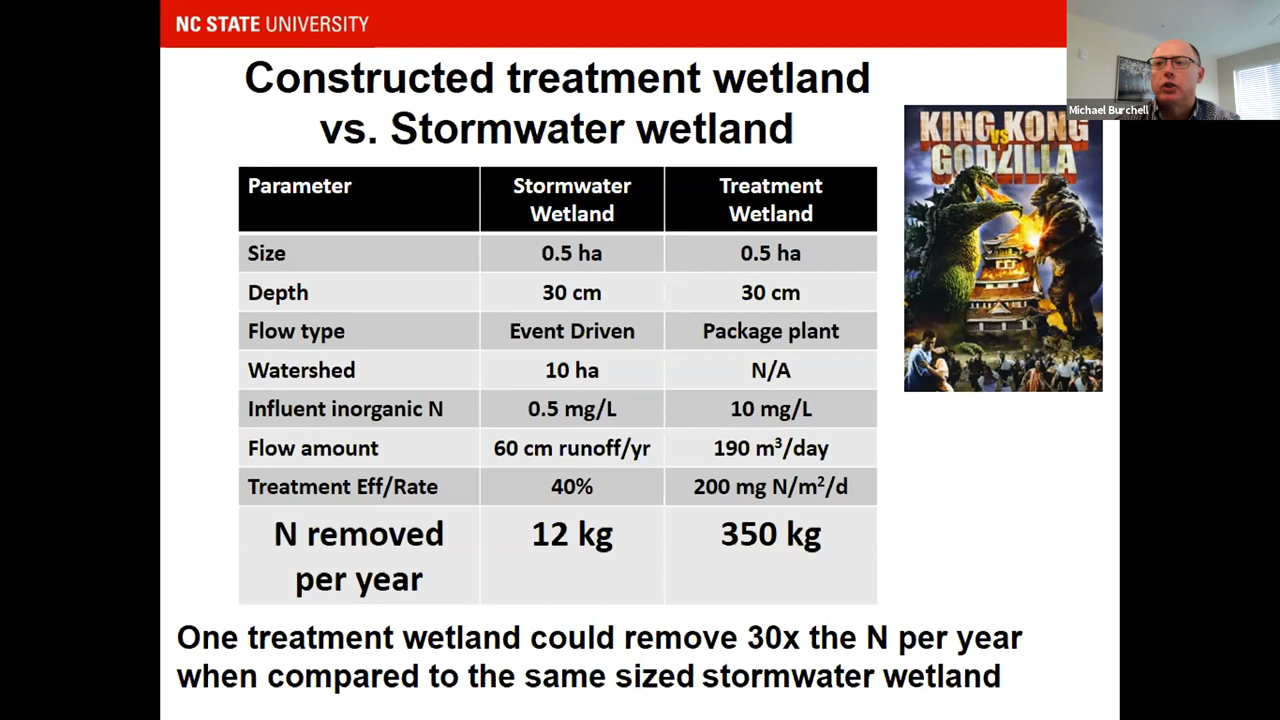 NC STATE UNIVERSITY
Constructed treatment wetland
vs. Stormwater wetland
Michael Burchell
KING vs KONG
GODZILLA
Parameter Stormwater Wetland Treatment Wetland
Size 0.5 ha 0.5 ha
Depth 30 cm 30 cm
Flow type Event Driven Package plant
Watershed 10 ha N/A
Influent inorganic N 0.5 mg/L 10 mg/L
Flow amount 60 cm runoff/yr 190 m³/day
Treatment Eff/Rate 40% 200 mg N/m²/d
N removed per year 12 kg 350 kg
One treatment wetland could remove 30x the N per year
when compared to the same sized stormwater wetland